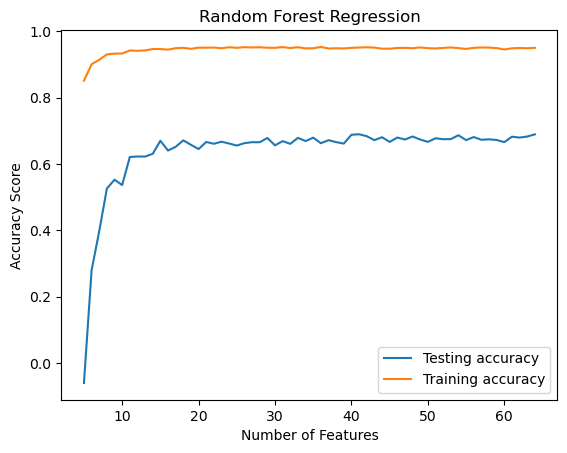 Random Forest Regression
Accuracy Score
1.0
0.8
0.6
0.4
0.2
0.0
10
20
30
40
50
60
Number of Features
Testing accuracy
Training accuracy